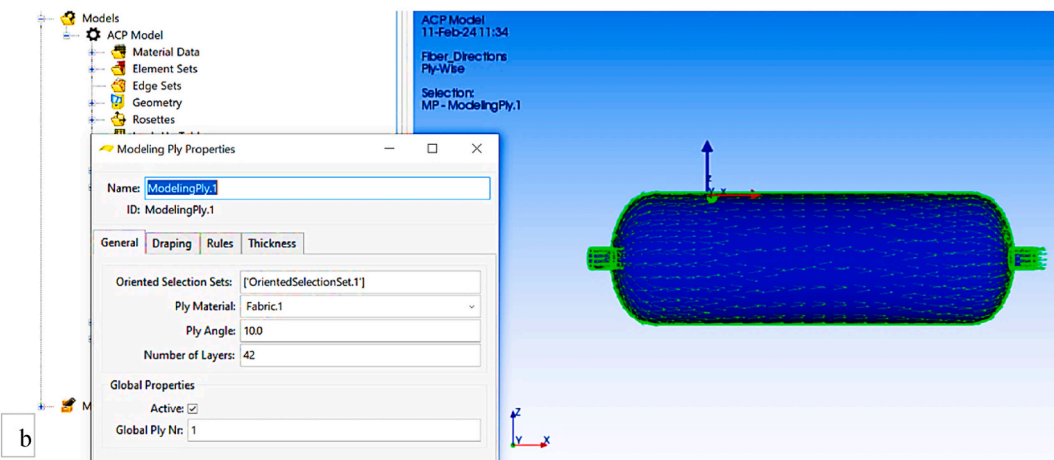 Models
ACP Model
Material Data
Element Sets
Edge Sets
Geometry
Rosettes
Modeling Ply Properties
Name: ModelingPly.1
ID: ModelingPly.1
General Draping Rules Thickness
Oriented Selection Sets: ['OrientedSelectionSet.1']
Ply Material: Fabric.1
Ply Angle: 10.0
Number of Layers: 42
Global Properties
Active:
Global Ply Nr: 1
M
b
ACP Model
11-Feb-24 11:34
Fiber_Directions
Ply-Wise
Selection:
MP - ModelingPly.1
Z
Y X
Z
Y X